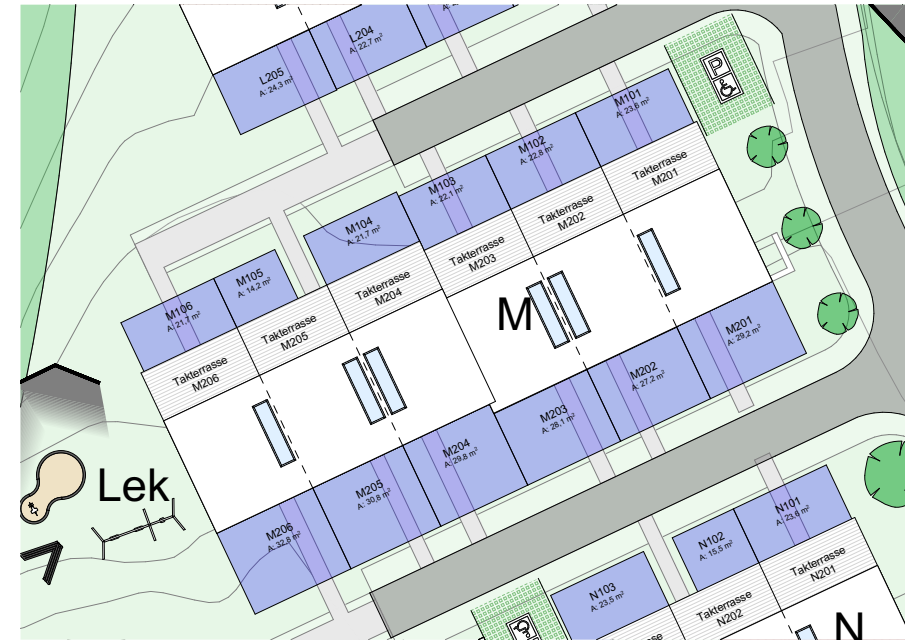 L204
A: 22,7 m²
L205
A: 24,3 m²
P
M101
A: 23,6 m²
M102
A: 22,8 m²
M103
A: 22,1 m²
M104
A: 21,7 m²
M105
A: 14,2 m²
M106
A: 21,7 m²
Takterrasse
M201
Takterrasse
M202
Takterrasse
M203
Takterrasse
M204
Takterrasse
M205
Takterrasse
M206
M
M201
A: 29,2 m²
M202
A: 27,2 m²
M203
A: 28,1 m²
M204
A: 29,8 m²
M205
A: 30,8 m²
M206
A: 32,8 m²
Lek
N101
A: 23,6 m²
N102
A: 15,5 m²
N103
A: 23,5 m²
Takterrasse
N201
Takterrasse
N202
N